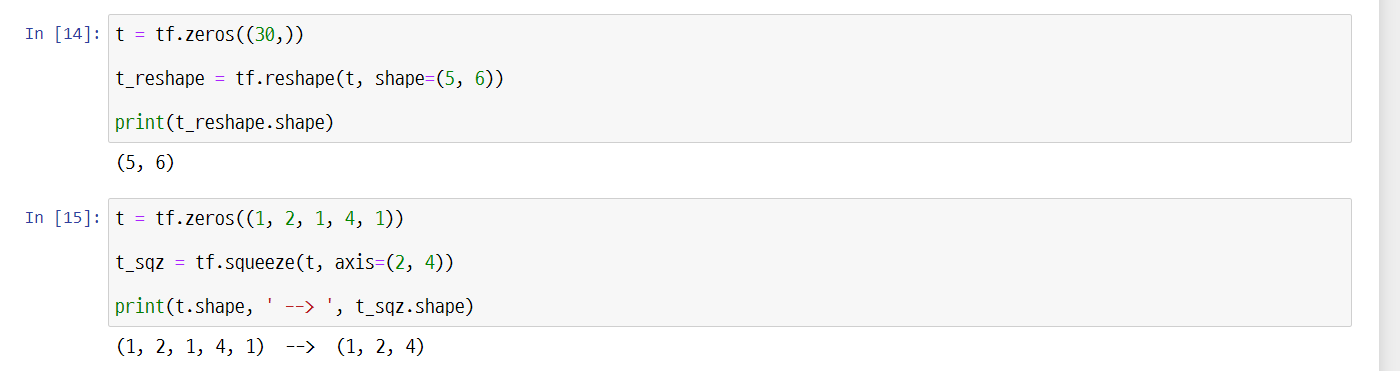 In [14]: t = tf.zeros((30,))
t_reshape = tf.reshape(t, shape=(5, 6))
print(t_reshape.shape)
(5, 6)
In [15]: t = tf.zeros((1, 2, 1, 4, 1))
t_sqz = tf.squeeze(t, axis=(2, 4))
print(t.shape, ' --> ', t_sqz.shape)
(1, 2, 1, 4, 1)  -->  (1, 2, 4)